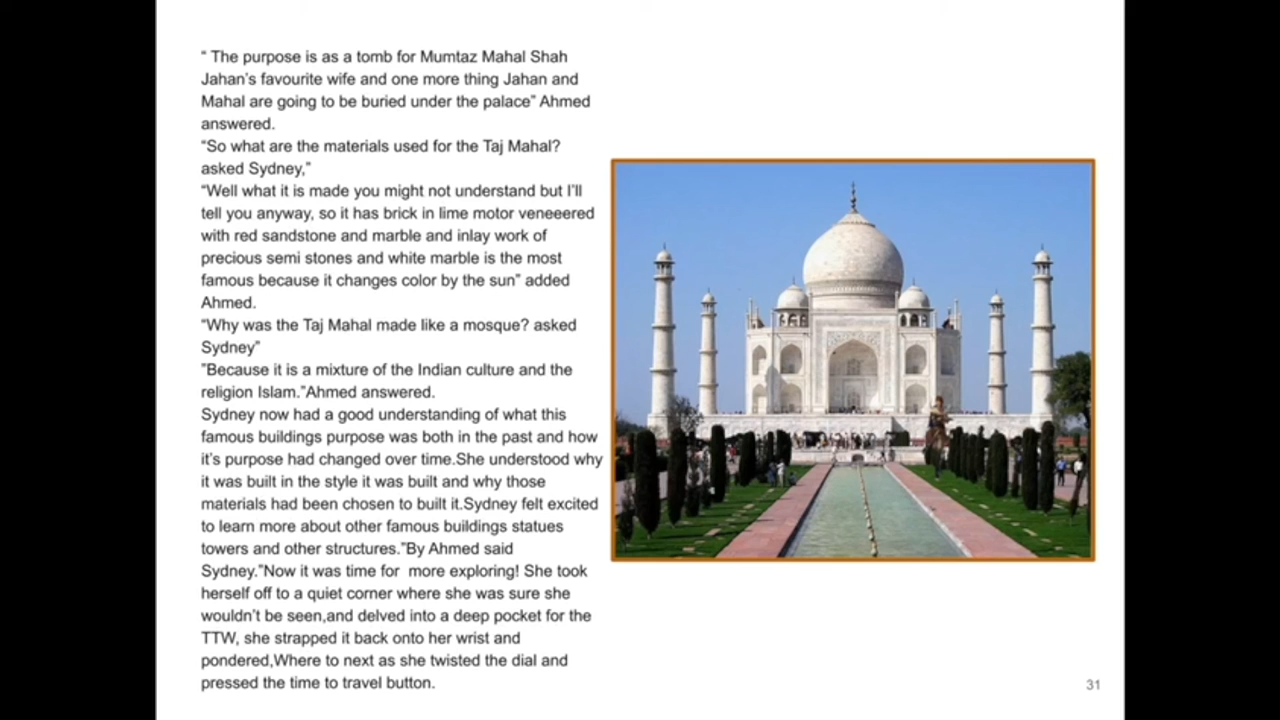 “ The purpose is as a tomb for Mumtaz Mahal Shah
Jahan’s favourite wife and one more thing Jahan and
Mahal are going to be buried under the palace” Ahmed
answered.
“So what are the materials used for the Taj Mahal?
asked Sydney,”
“Well what it is made you might not understand but I’ll
tell you anyway, so it has brick in lime motor veneeered
with red sandstone and marble and inlay work of
precious semi stones and white marble is the most
famous because it changes color by the sun” added
Ahmed.
“Why was the Taj Mahal made like a mosque? asked
Sydney”
”Because it is a mixture of the Indian culture and the
religion Islam.”Ahmed answered.
Sydney now had a good understanding of what this
famous buildings purpose was both in the past and how
it’s purpose had changed over time.She understood why
it was built in the style it was built and why those
materials had been chosen to built it.Sydney felt excited
to learn more about other famous buildings statues
towers and other structures.”By Ahmed said
Sydney.”Now it was time for  more exploring! She took
herself off to a quiet corner where she was sure she
wouldn’t be seen,and delved into a deep pocket for the
TTW, she strapped it back onto her wrist and
pondered,Where to next as she twisted the dial and
pressed the time to travel button.
31